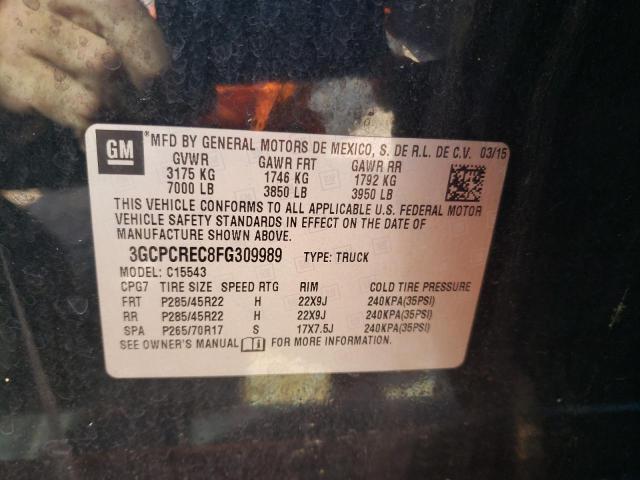 GM
*MFD BY GENERAL MOTORS DE MEXICO, S. DE R.L. DE C.V. 03/15
GVWR GAWR FRT GAWR RR
3175 KG 1746 KG 1792 KG
7000 LB 3850 LB 3950 LB
THIS VEHICLE CONFORMS TO ALL APPLICABLE U.S. FEDERAL MOTOR
VEHICLE SAFETY STANDARDS IN EFFECT ON THE DATE OF
MANUFACTURE SHOWN ABOVE.
3GCPCREC8FG309989 TYPE: TRUCK
MODEL: C15543
CPG7 TIRE SIZE SPEED RTG RIM COLD TIRE PRESSURE
FRT P285/45R22 H 22X9J 240KPA(35PSI)
RR P285/45R22 H 22X9J 240KPA(35PSI)
SPA P265/70R17 S 17X7.5J 240KPA(35PSI)
SEE OWNER'S MANUAL FOR MORE INFORMATION.